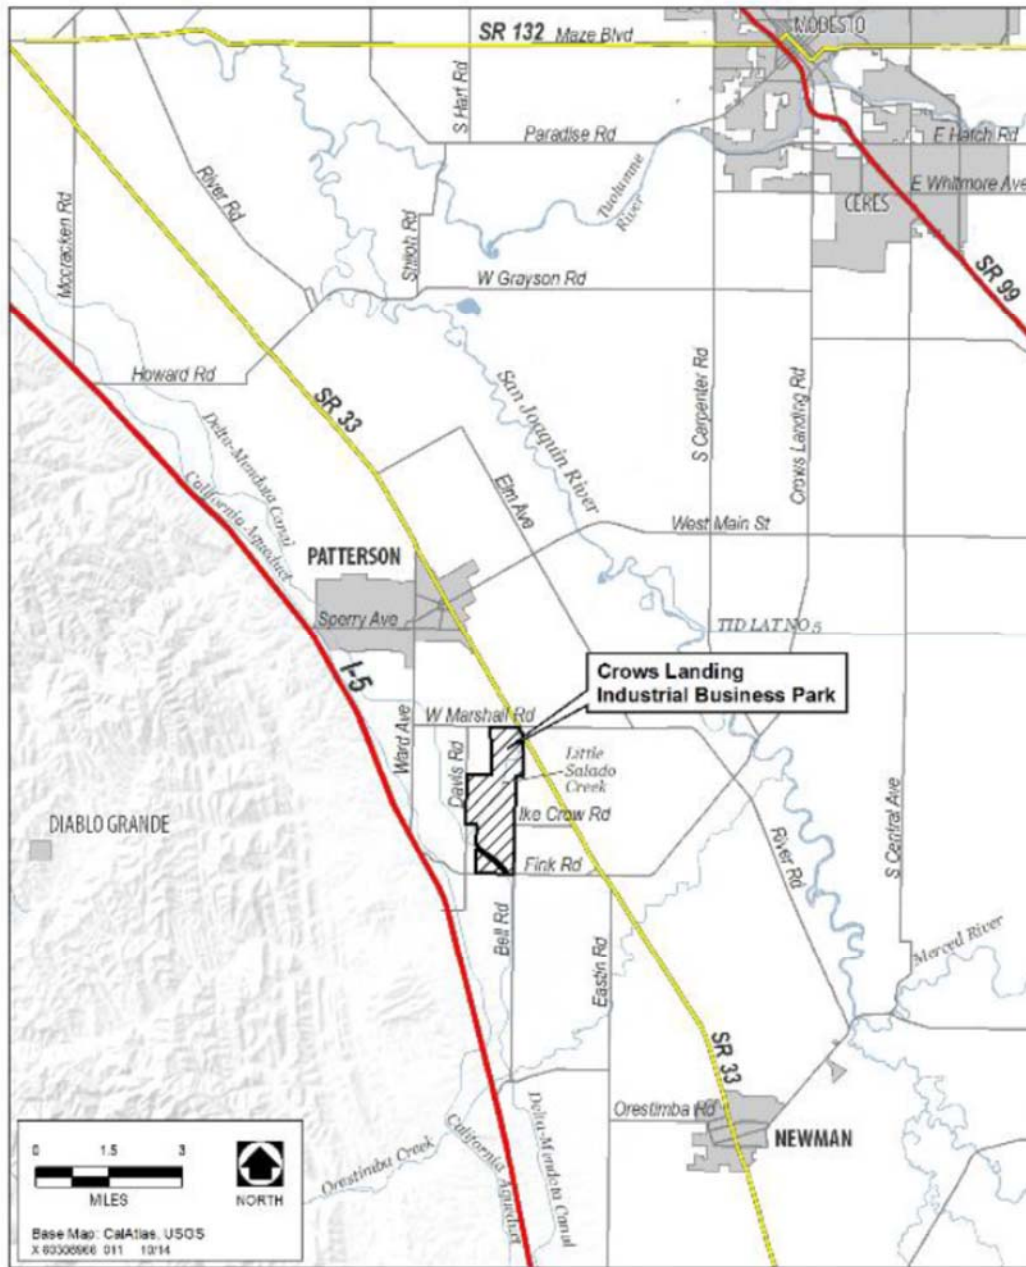 MODESTO
SR 132 Maze Blvd
S Hart Rd
Paradise Rd
E Hatch Rd
River Rd
Tuolumne
River
E Whitmore Ave
CERES
Mccracken Rd
Shiloh Rd
W Grayson Rd
SR 99
Howard Rd
SR 33
San Joaquin River
S Carpenter Rd
Crows Landing Rd
Delta-Mendota Canal
California Aqueduct
Elm Ave
West Main St
PATTERSON
Sperry Ave
TID LAT NO 5
I-5
Crows Landing
Industrial Business Park
W Marshall Rd
Ward Ave
Davis Rd
Little
Salado
Creek
Ike Crow Rd
DIABLO GRANDE
Fink Rd
River Rd
S Central Ave
Bell Rd
Eastin Rd
Merced River
SR 33
Orestimba Rd
NEWMAN
Orestimba Creek
California Aqueduct
Delta-Mendota Canal
0 1.5 3
MILES
NORTH
Base Map: CalAtlas, USGS
X 60306966 011 10/14